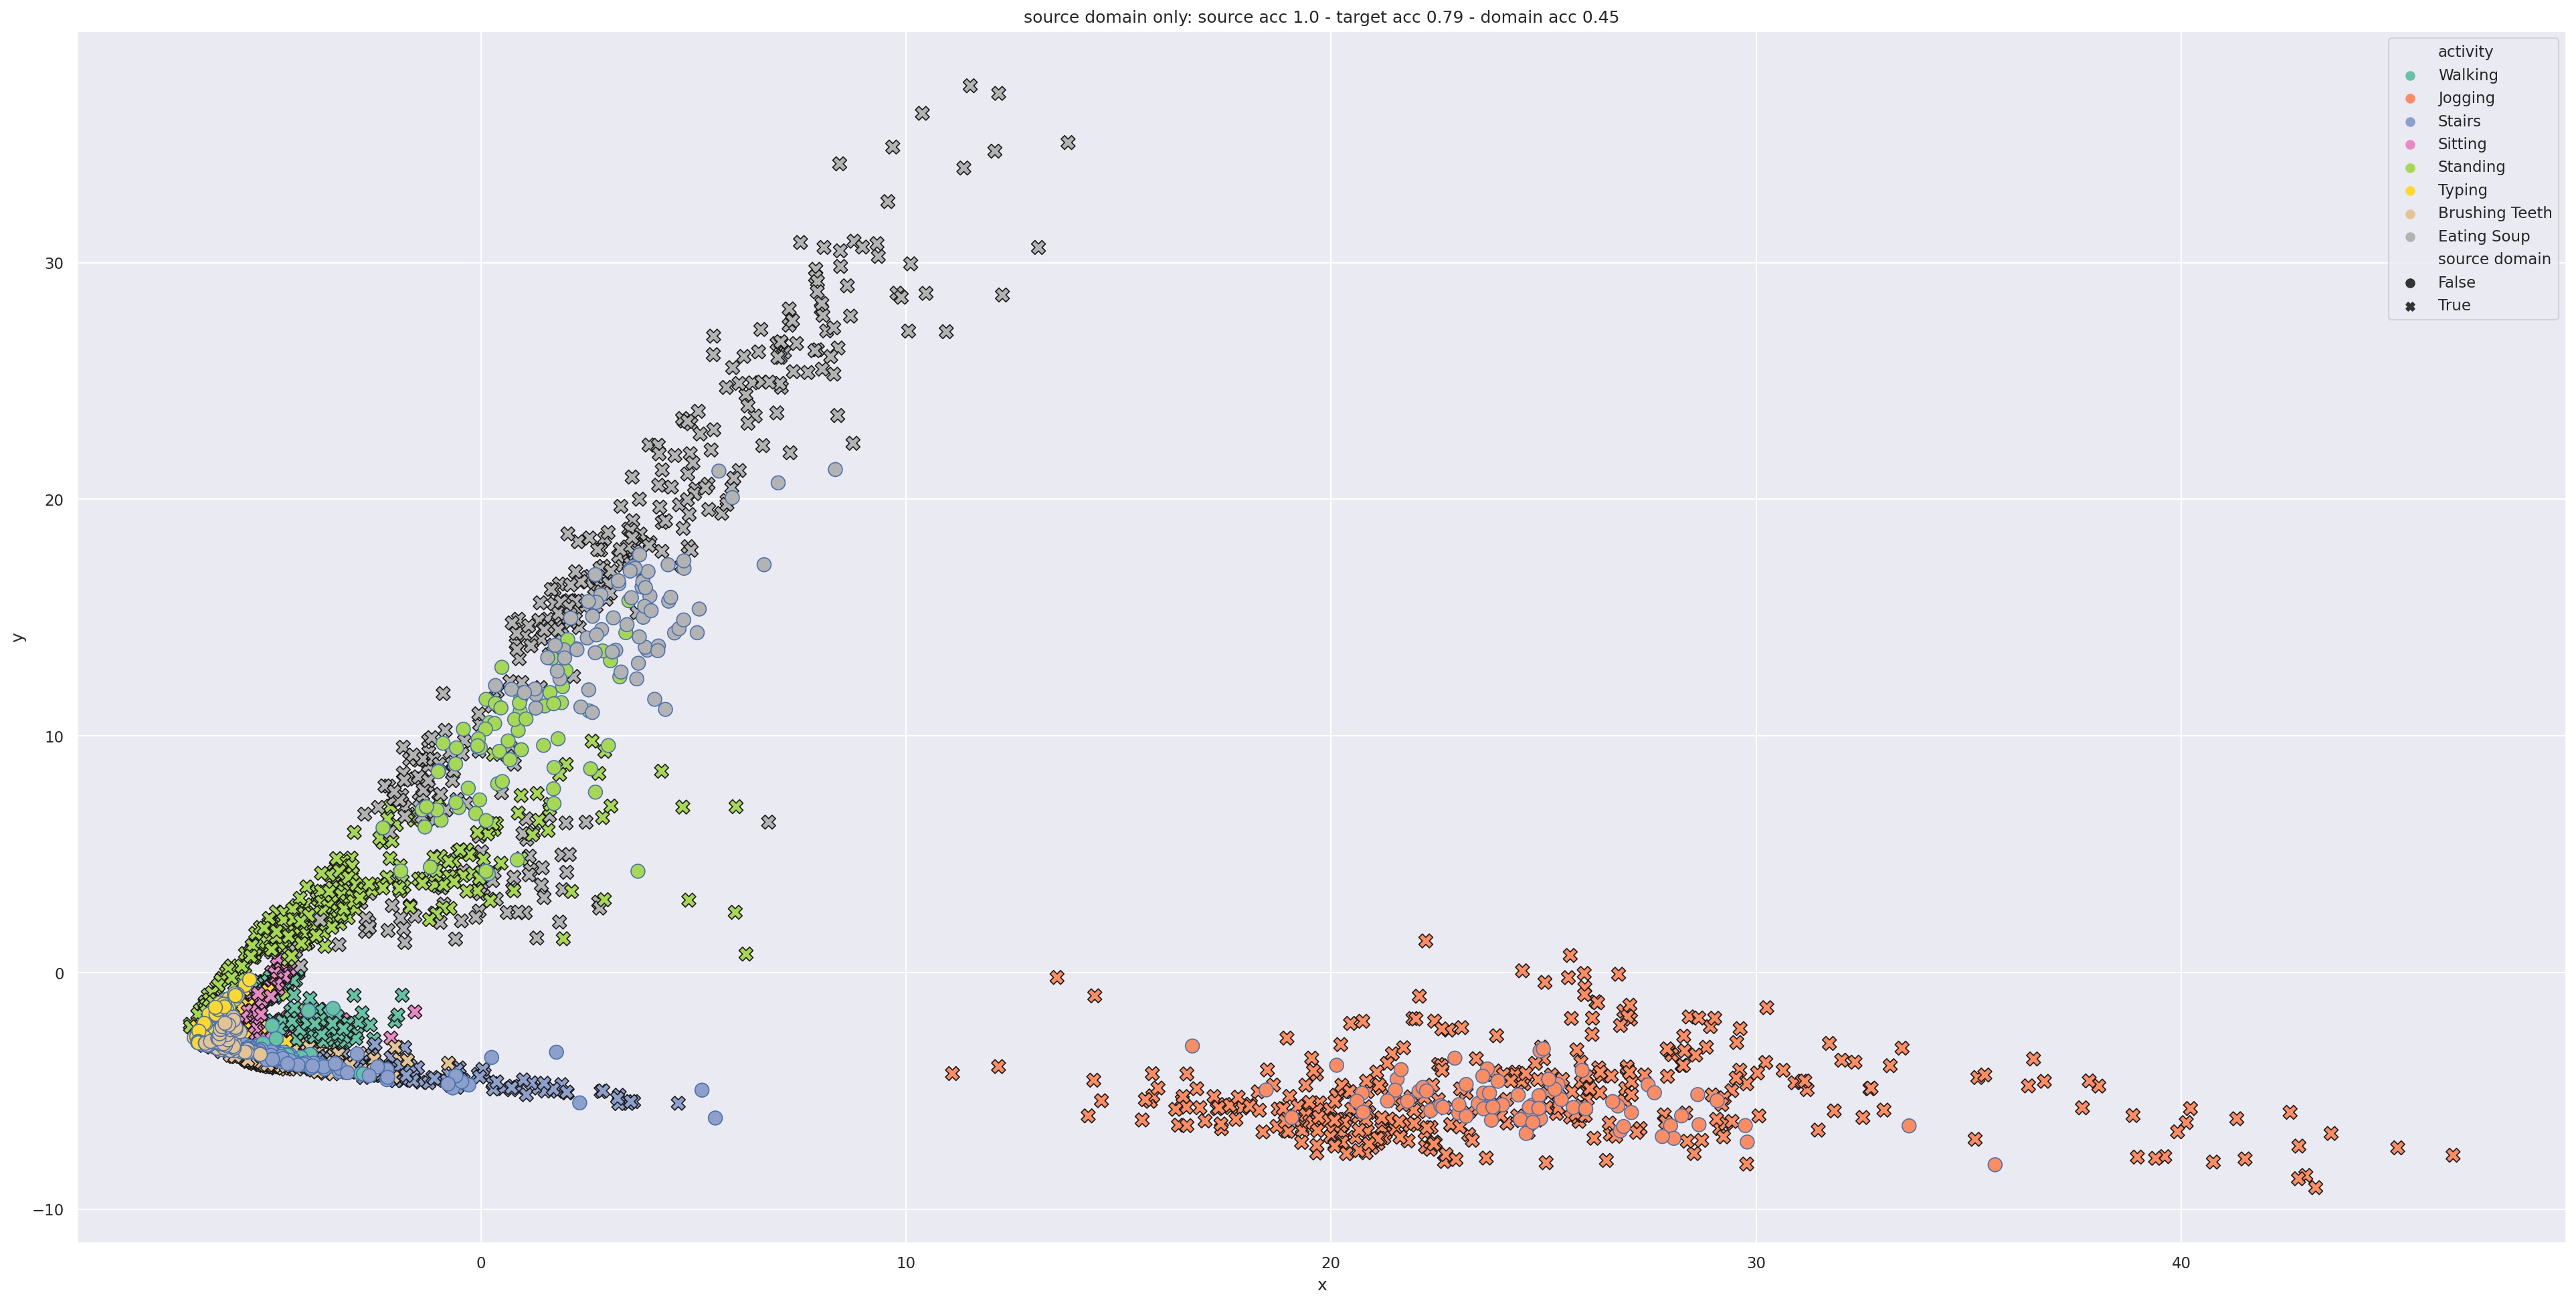 source domain only: source acc 1.0 - target acc 0.79 - domain acc 0.45
activity
Walking
Jogging
Stairs
Sitting
Standing
Typing
Brushing Teeth
Eating Soup
source domain
False
True
30
20
10
0
−10
y
0
10
20
30
40
x